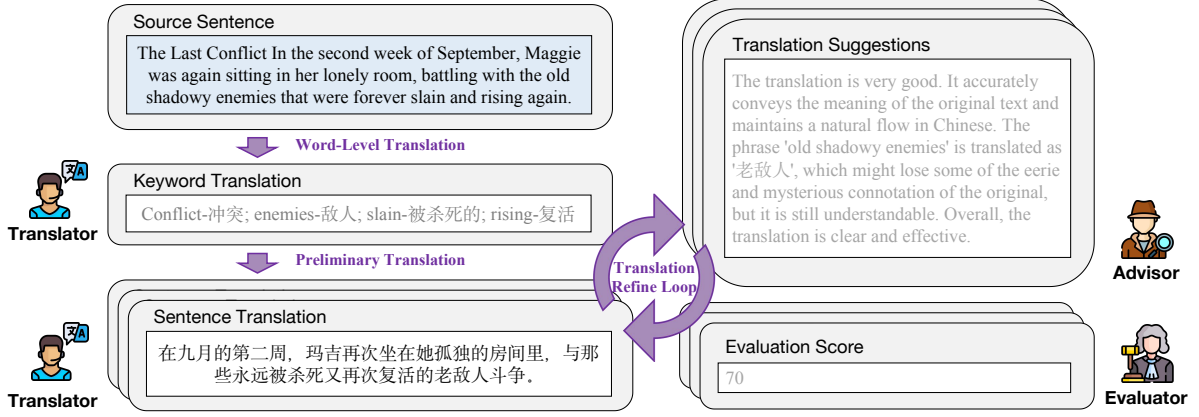 Source Sentence
The Last Conflict In the second week of September, Maggie
was again sitting in her lonely room, battling with the old
shadowy enemies that were forever slain and rising again.
Word-Level Translation
Translator
Keyword Translation
Conflict-冲突; enemies-敌人; slain-被杀死的; rising-复活
Preliminary Translation
Translator
Sentence Translation
在九月的第二周，玛吉再次坐在她孤独的房间里，与那
些永远被杀死又再次复活的老敌人斗争。
Translation
Refine Loop
Translation Suggestions
The translation is very good. It accurately
conveys the meaning of the original text and
maintains a natural flow in Chinese. The
phrase 'old shadowy enemies' is translated as
'老敌人', which might lose some of the eerie
and mysterious connotation of the original,
but it is still understandable. Overall, the
translation is clear and effective.
Advisor
Evaluation Score
70
Evaluator